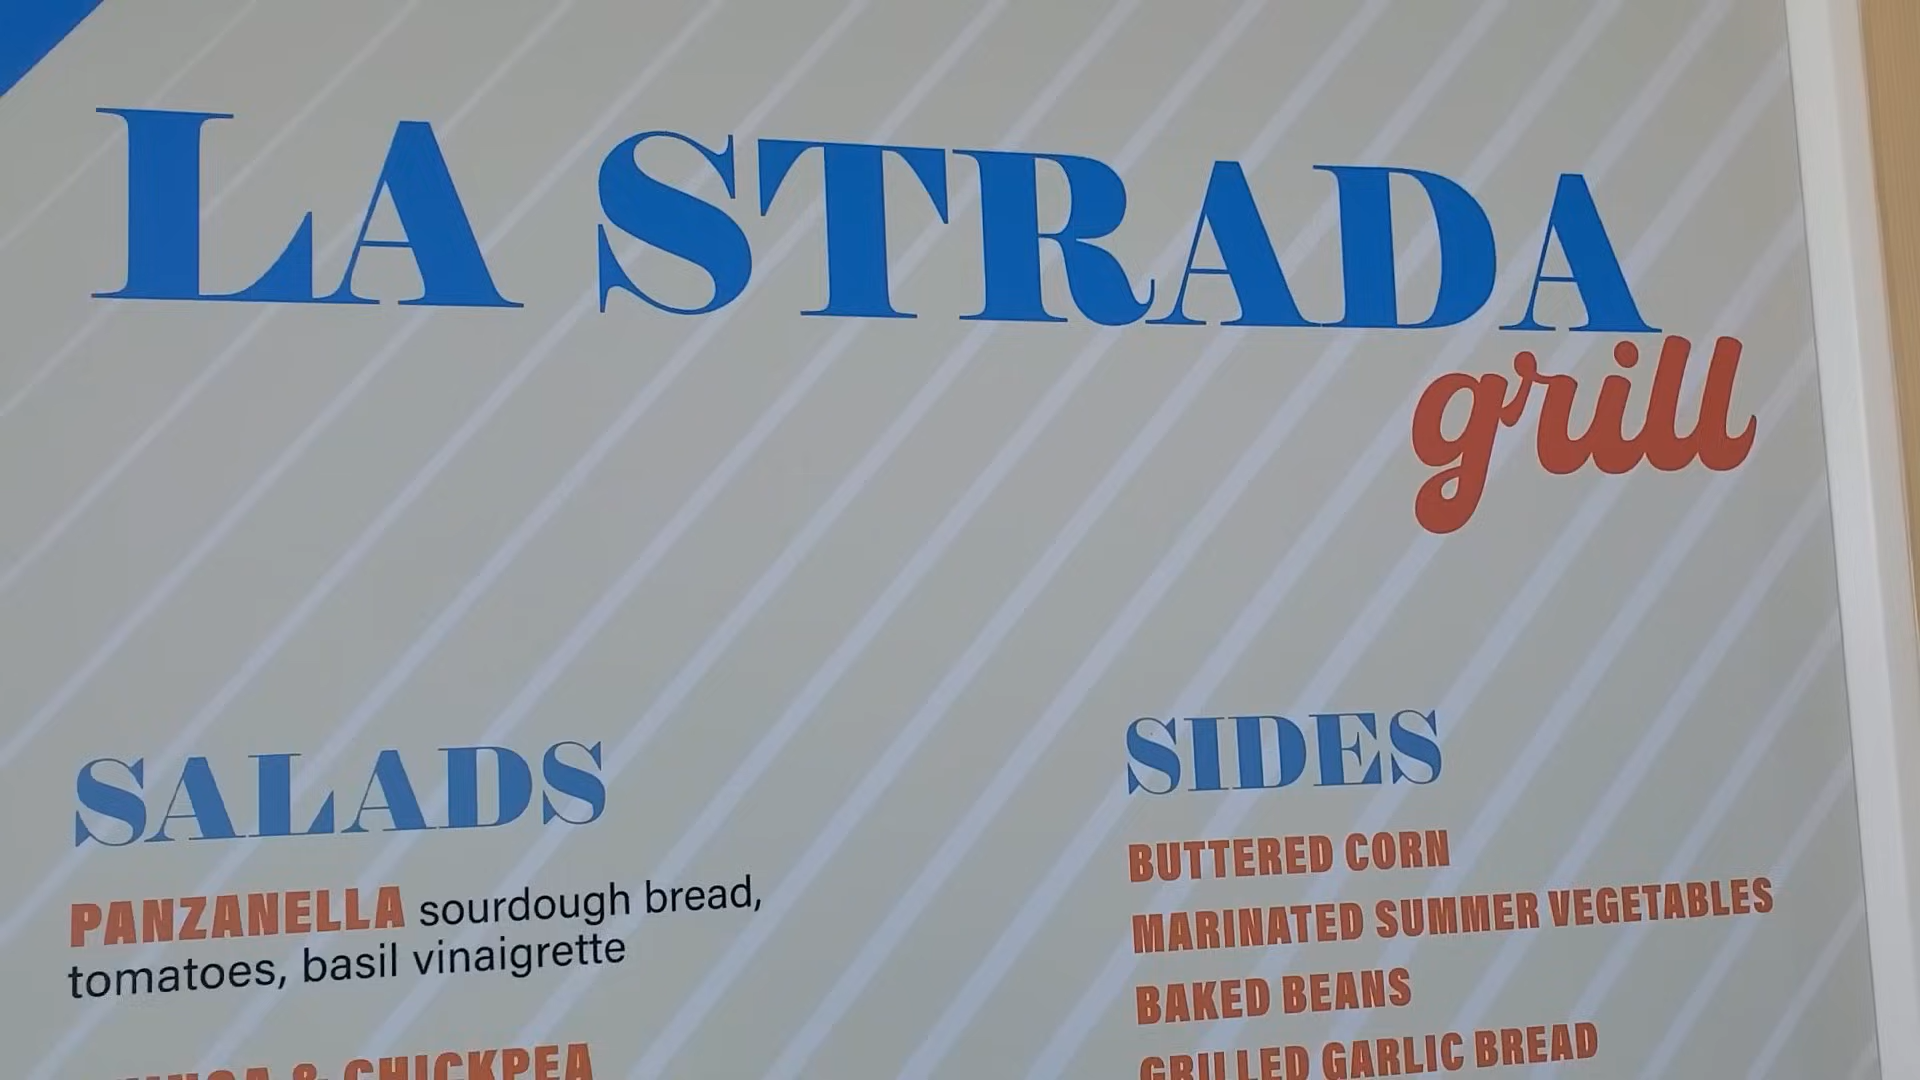 LA STRADA
grill
SALADS
PANZANELLA sourdough bread,
tomatoes, basil vinaigrette
& CHICKPEA
SIDES
BUTTERED CORN
MARINATED SUMMER VEGETABLES
BAKED BEANS
GRILLED GARLIC BREAD